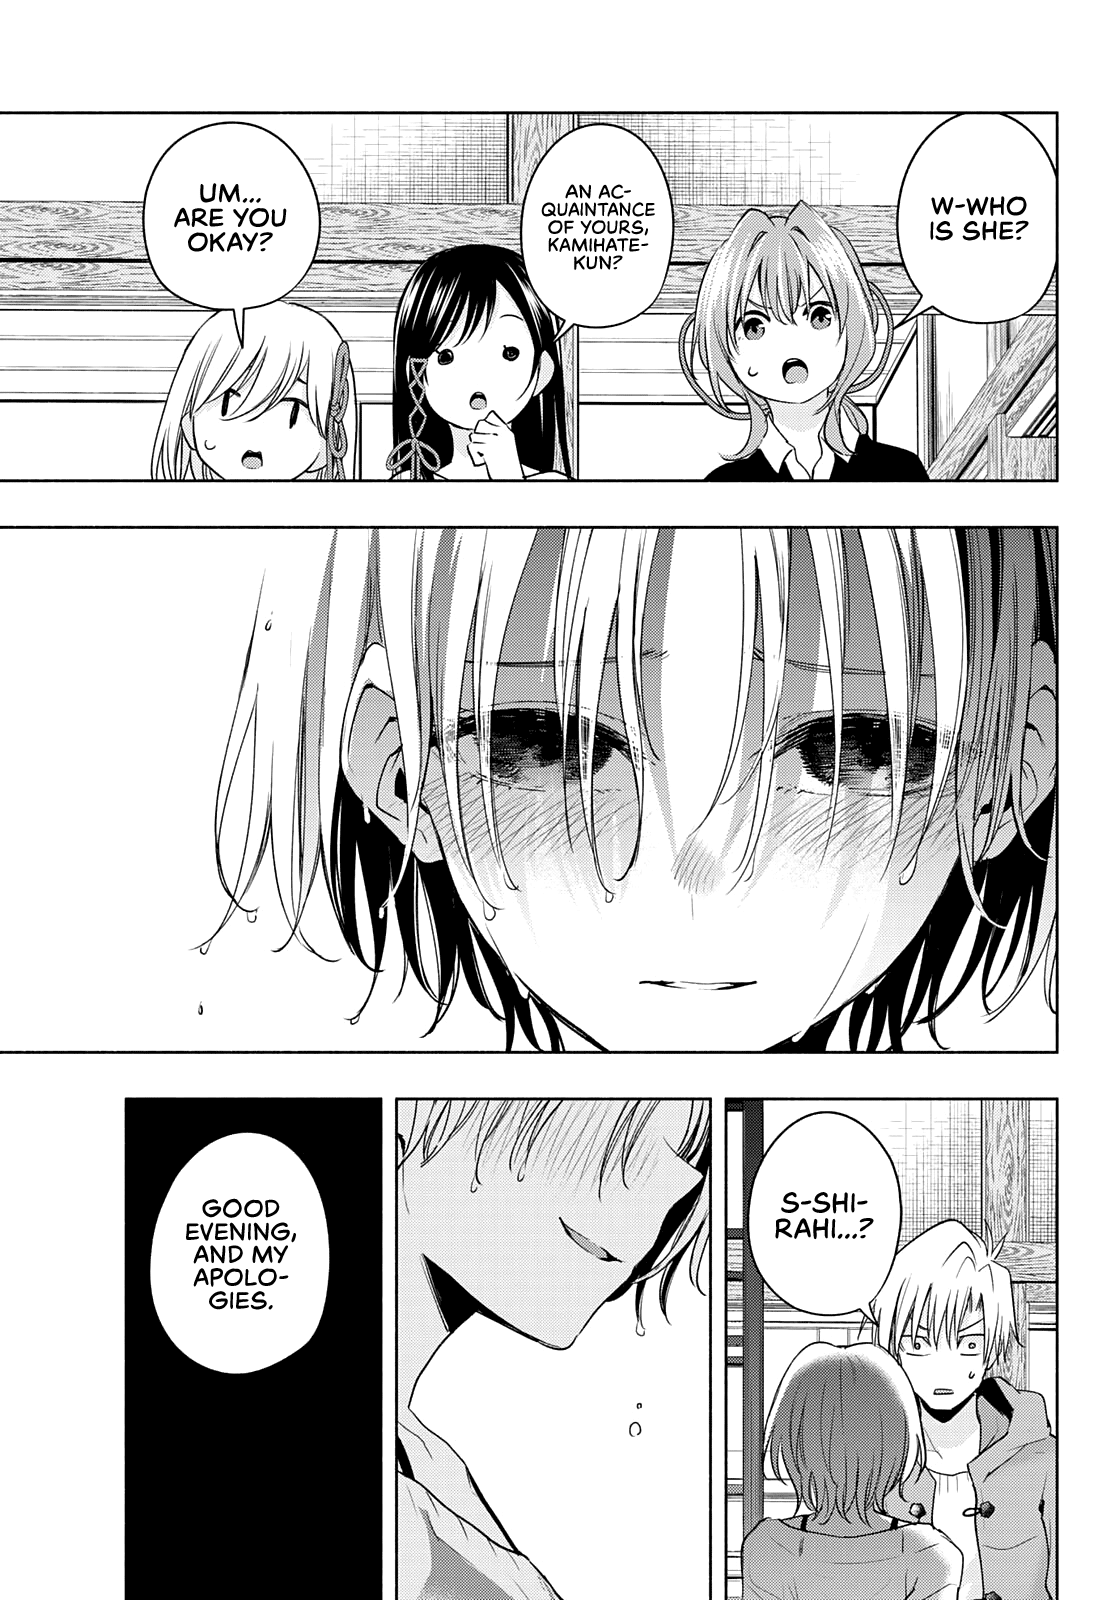 W-WHO
IS SHE?
AN AC-
QUAINTANCE
OF YOURS,
KAMIHATE-
KUN?
UM...
ARE YOU
OKAY?
S-SHI-
RAHI...?
GOOD
EVENING,
AND MY
APOLO-
GIES.